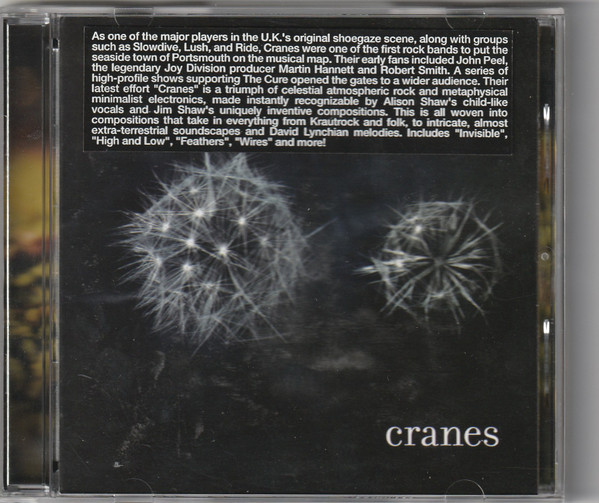 As one of the major players in the U.K.'s original shoegaze scene, along with groups
such as Slowdive, Lush, and Ride, Cranes were one of the first rock bands to put the
seaside town of Portsmouth on the musical map. Their early fans included John Peel,
the legendary Joy Division producer Martin Hannett and Robert Smith. A series of
high-profile shows supporting The Cure opened the gates to a wider audience. Their
latest effort "Cranes" is a triumph of celestial atmospheric rock and metaphysical
minimalist electronics, made instantly recognizable by Alison Shaw's child-like
vocals and Jim Shaw's uniquely inventive compositions. This is all woven into
compositions that take in everything from Krautrock and folk, to intricate, almost
extra-terrestrial soundscapes and David Lynchian melodies. Includes "Invisible",
"High and Low", "Feathers", "Wires" and more!
cranes